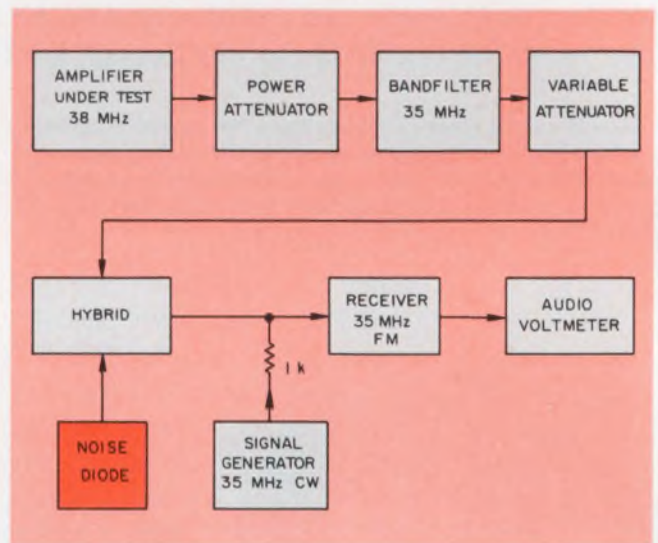 AMPLIFIER
UNDER TEST
38 MHz
POWER
ATTENUATOR
BANDFILTER
35 MHz
VARIABLE
ATTENUATOR
HYBRID
RECEIVER
35 MHz
FM
AUDIO
VOLTMETER
1 k
NOISE
DIODE
SIGNAL
GENERATOR
35 MHz CW